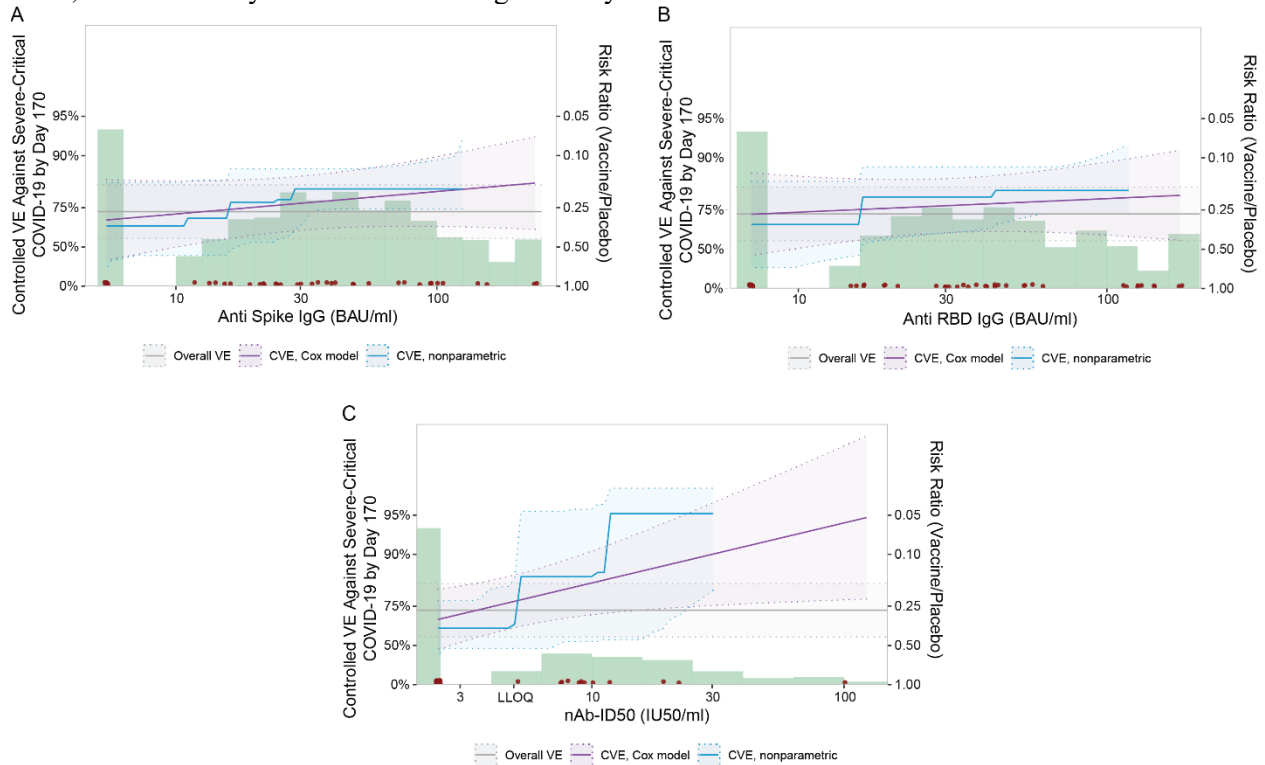 A
Controlled VE Against Severe-Critical
COVID-19 by Day 170
95%
90%
75%
50%
0%
Risk Ratio (Vaccine/Placebo)
0.05
0.10
0.25
0.50
1.00
10
30
100
Anti Spike IgG (BAU/ml)
Overall VE
CVE, Cox model
CVE, nonparametric
B
Controlled VE Against Severe-Critical
COVID-19 by Day 170
95%
90%
75%
50%
0%
Risk Ratio (Vaccine/Placebo)
0.05
0.10
0.25
0.50
1.00
10
30
100
Anti RBD IgG (BAU/ml)
Overall VE
CVE, Cox model
CVE, nonparametric
C
Controlled VE Against Severe-Critical
COVID-19 by Day 170
95%
90%
75%
50%
0%
Risk Ratio (Vaccine/Placebo)
0.05
0.10
0.25
0.50
1.00
3
LLOQ
10
30
100
nAb-ID50 (IU50/ml)
Overall VE
CVE, Cox model
CVE, nonparametric